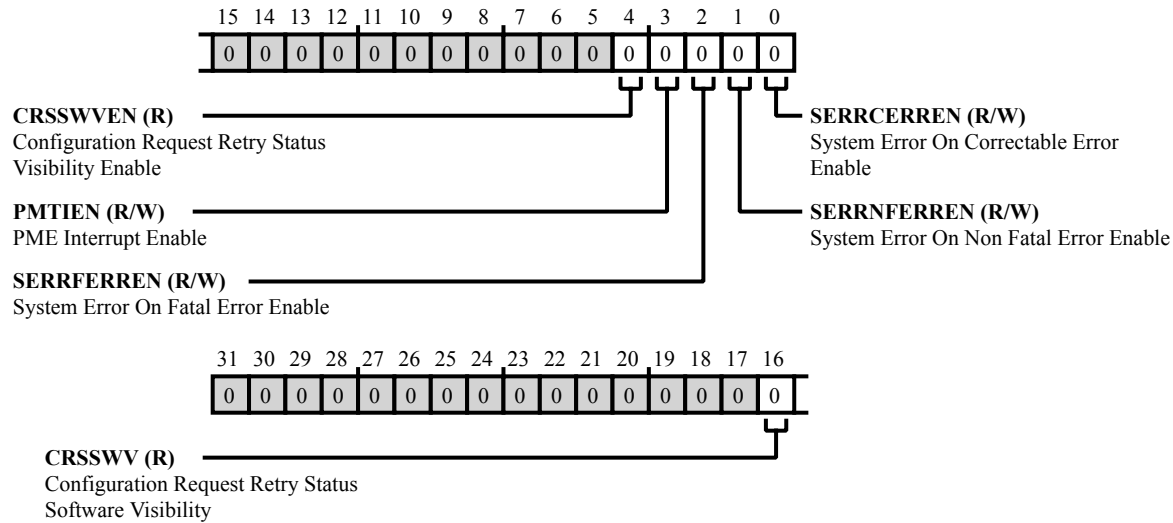 15 14 13 12 11 10 9 8 7 6 5 4 3 2 1 0
0 0 0 0 0 0 0 0 0 0 0 0 0 0 0 0
CRSSWVEN (R)
Configuration Request Retry Status
Visibility Enable
SERRCERREN (R/W)
System Error On Correctable Error
Enable
PMTIEN (R/W)
PME Interrupt Enable
SERRNFERREN (R/W)
System Error On Non Fatal Error Enable
SERRFERREN (R/W)
System Error On Fatal Error Enable
31 30 29 28 27 26 25 24 23 22 21 20 19 18 17 16
0 0 0 0 0 0 0 0 0 0 0 0 0 0 0 0
CRSSWV (R)
Configuration Request Retry Status
Software Visibility